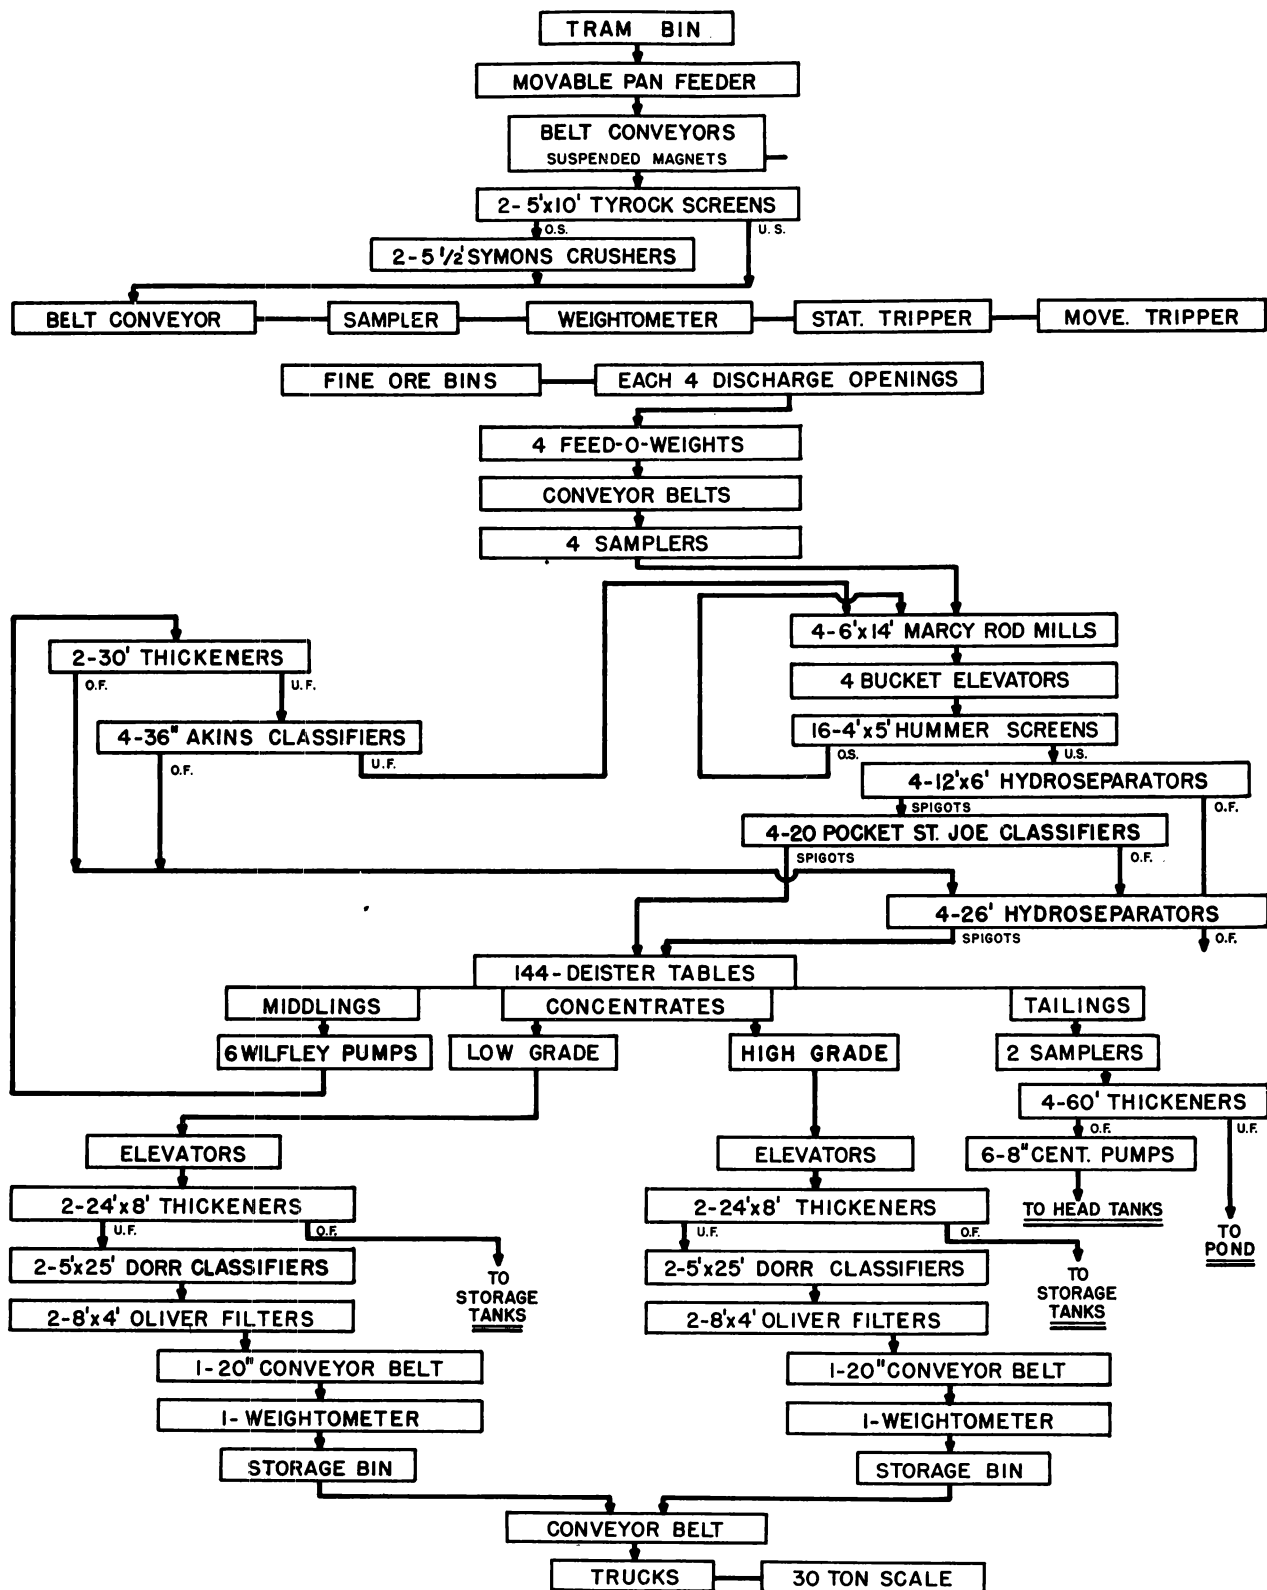 TRAM BIN
MOVABLE PAN FEEDER
BELT CONVEYORS
SUSPENDED MAGNETS
2-5'x10' TYROCK SCREENS
O.S.
U.S.
2-5 1/2' SYMONS CRUSHERS
BELT CONVEYOR
SAMPLER
WEIGHTOMETER
STAT. TRIPPER
MOVE. TRIPPER
FINE ORE BINS
EACH 4 DISCHARGE OPENINGS
4 FEED-O-WEIGHTS
CONVEYOR BELTS
4 SAMPLERS
4-6'x14' MARCY ROD MILLS
2-30' THICKENERS
O.F.
U.F.
4 BUCKET ELEVATORS
4-36" AKINS CLASSIFIERS
O.F.
U.F.
16-4'x5' HUMMER SCREENS
O.S.
U.S.
4-12'x6' HYDROSEPARATORS
SPIGOTS
O.F.
4-20 POCKET ST. JOE CLASSIFIERS
SPIGOTS
O.F.
4-26' HYDROSEPARATORS
SPIGOTS
O.F.
144-DEISTER TABLES
MIDDLINGS
CONCENTRATES
TAILINGS
6 WILFLEY PUMPS
LOW GRADE
HIGH GRADE
2 SAMPLERS
4-60' THICKENERS
O.F.
U.F.
ELEVATORS
ELEVATORS
6-8" CENT. PUMPS
2-24'x8' THICKENERS
U.F.
O.F.
2-24'x8' THICKENERS
U.F.
O.F.
TO HEAD TANKS
TO
POND
2-5'x25' DORR CLASSIFIERS
TO
STORAGE
TANKS
2-5'x25' DORR CLASSIFIERS
TO
STORAGE
TANKS
2-8'x4' OLIVER FILTERS
2-8'x4' OLIVER FILTERS
1-20" CONVEYOR BELT
1-20" CONVEYOR BELT
1-WEIGHTOMETER
1-WEIGHTOMETER
STORAGE BIN
STORAGE BIN
CONVEYOR BELT
TRUCKS
30 TON SCALE